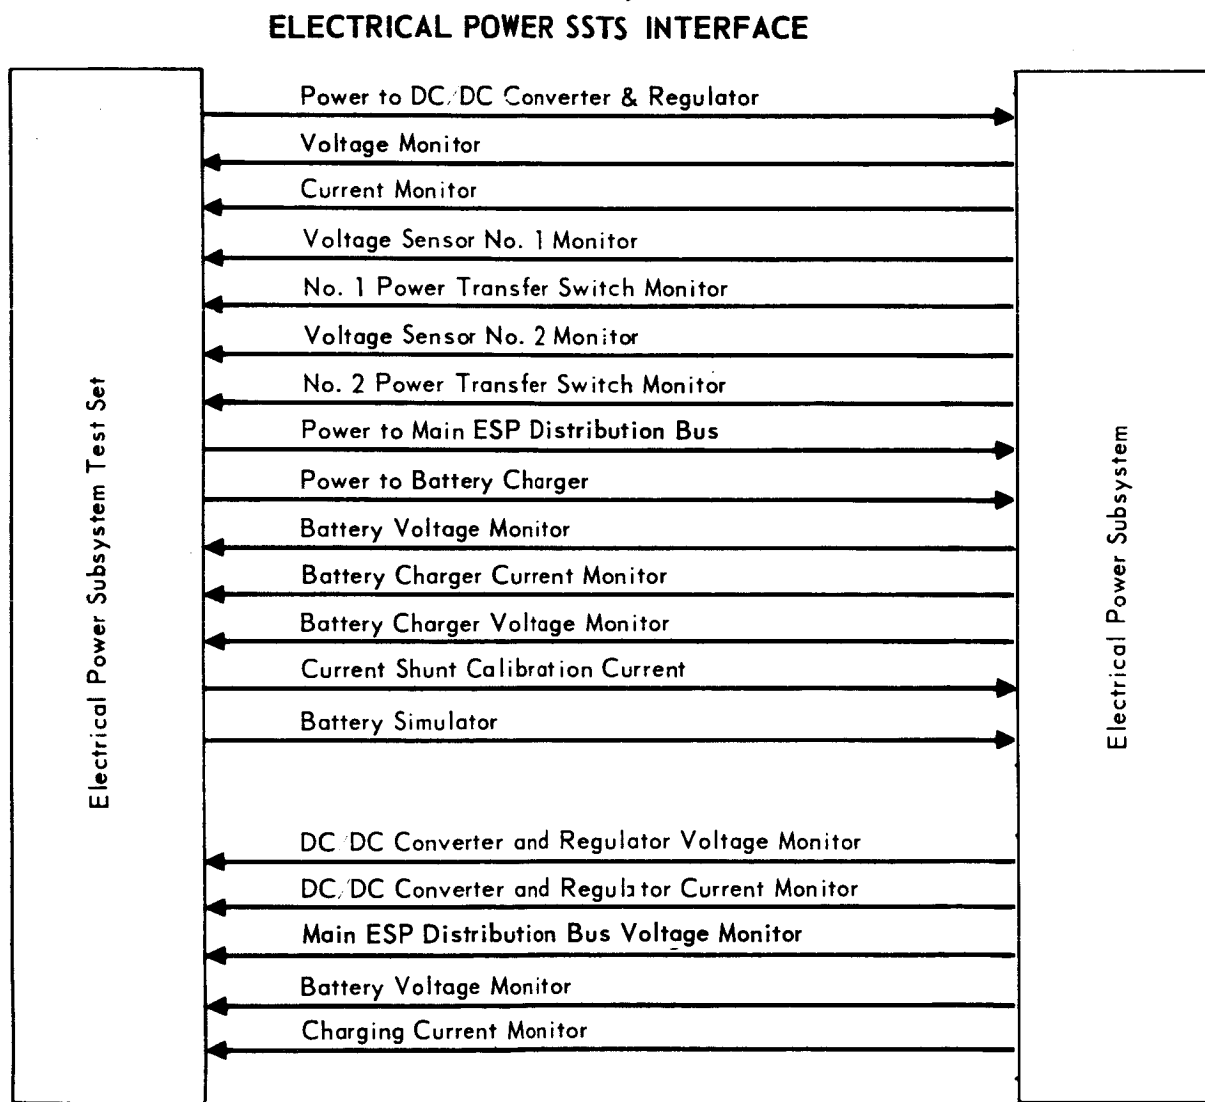 ELECTRICAL POWER SSTS INTERFACE
Power to DC/DC Converter & Regulator
Voltage Monitor
Current Monitor
Voltage Sensor No. 1 Monitor
No. 1 Power Transfer Switch Monitor
Voltage Sensor No. 2 Monitor
No. 2 Power Transfer Switch Monitor
Power to Main ESP Distribution Bus
Power to Battery Charger
Battery Voltage Monitor
Battery Charger Current Monitor
Battery Charger Voltage Monitor
Current Shunt Calibration Current
Battery Simulator
DC/DC Converter and Regulator Voltage Monitor
DC/DC Converter and Regulator Current Monitor
Main ESP Distribution Bus Voltage Monitor
Battery Voltage Monitor
Charging Current Monitor
Electrical Power Subsystem Test Set
Electrical Power Subsystem